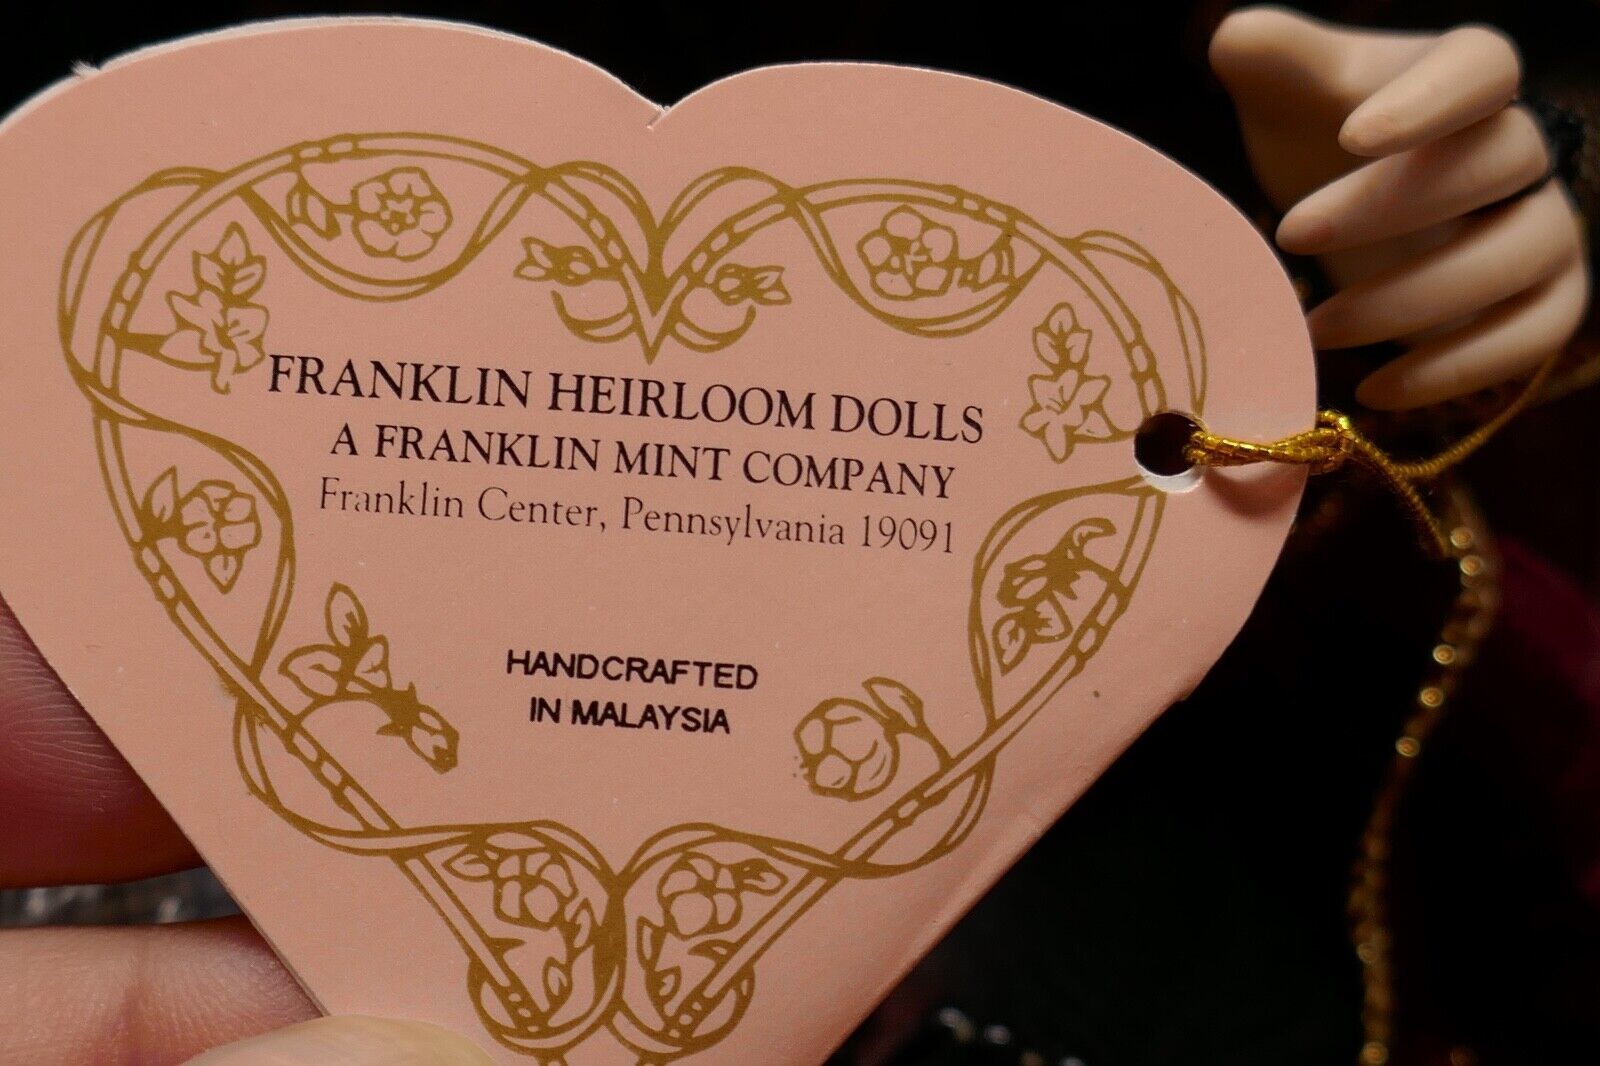 FRANKLIN HEIRLOOM DOLLS
A FRANKLIN MINT COMPANY
Franklin Center, Pennsylvania 19091
HANDCRAFTED
IN MALAYSIA